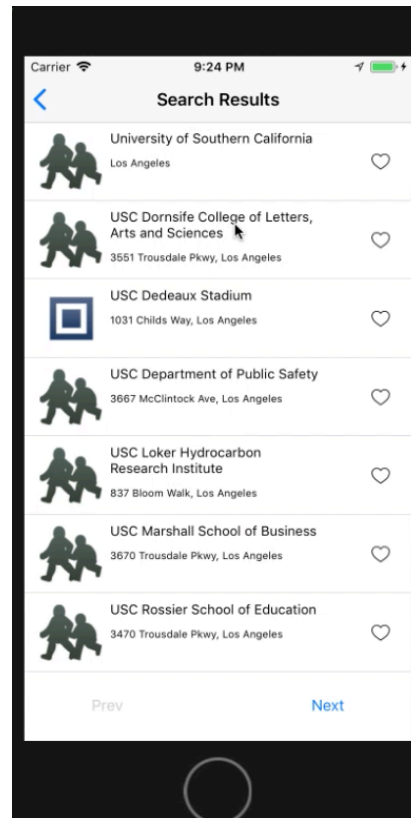 Carrier 9:24 PM
Search Results
University of Southern California
Los Angeles
USC Dornsife College of Letters,
Arts and Sciences
3551 Trousdale Pkwy, Los Angeles
USC Dedeaux Stadium
1031 Childs Way, Los Angeles
USC Department of Public Safety
3667 McClintock Ave, Los Angeles
USC Loker Hydrocarbon
Research Institute
837 Bloom Walk, Los Angeles
USC Marshall School of Business
3670 Trousdale Pkwy, Los Angeles
USC Rossier School of Education
3470 Trousdale Pkwy, Los Angeles
Prev Next